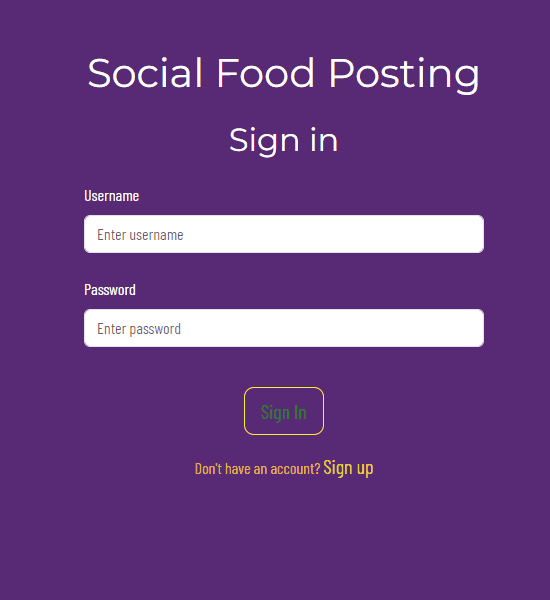 Social Food Posting
Sign in
Username
Enter username
Password
Enter password
Sign In
Don't have an account? Sign up